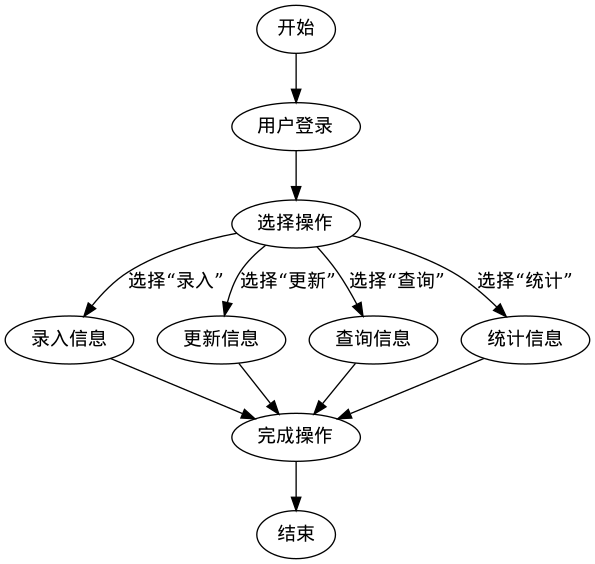 开始
用户登录
选择操作
选择“录入”
选择“更新”
选择“查询”
选择“统计”
录入信息
更新信息
查询信息
统计信息
完成操作
结束